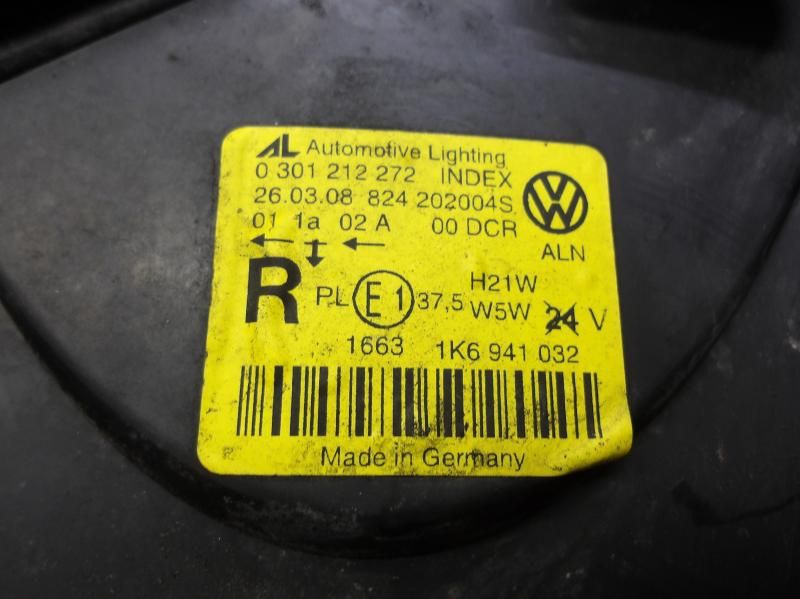 AL Automotive Lighting
0 301 212 272 INDEX
26.03.08 824 202004S
01 1a 02 A 00 DCR
ALN
R PL E1 37,5 H21W W5W 24 V
1663 1K6 941 032
Made in Germany